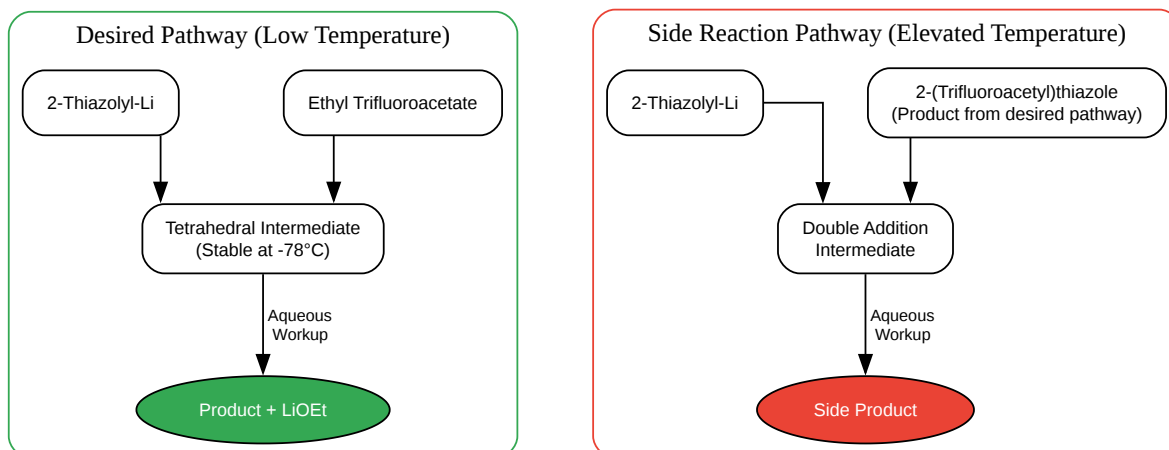 Desired Pathway (Low Temperature)
2-Thiazolyl-Li
Ethyl Trifluoroacetate
Tetrahedral Intermediate
(Stable at -78°C)
Aqueous
Workup
Product + LiOEt
Side Reaction Pathway (Elevated Temperature)
2-Thiazolyl-Li
2-(Trifluoroacetyl)thiazole
(Product from desired pathway)
Double Addition
Intermediate
Aqueous
Workup
Side Product